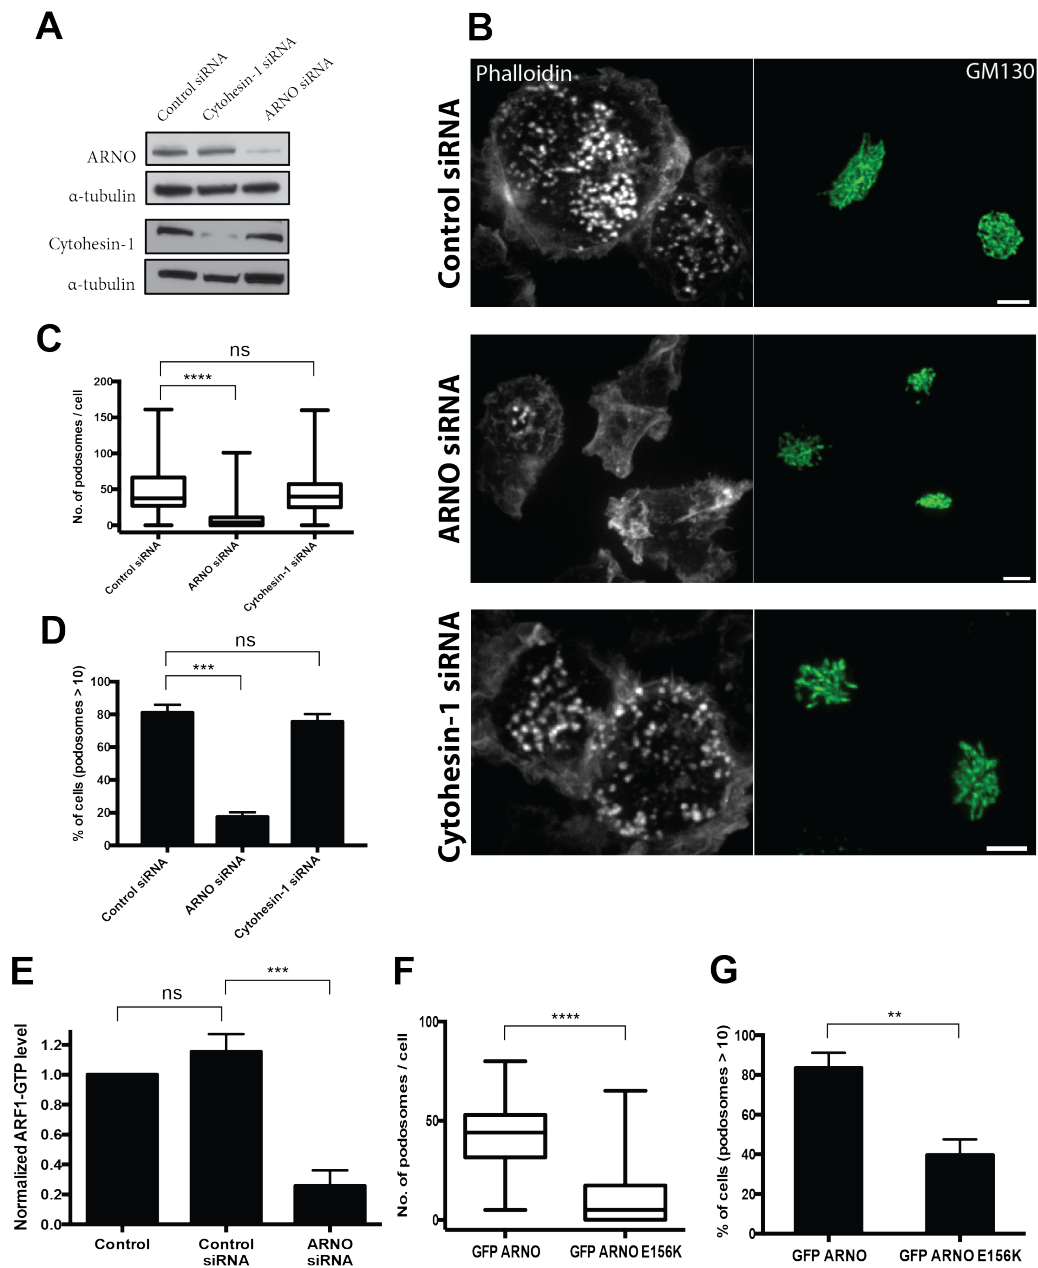 A
Control siRNA
Cytohesin-1 siRNA
ARNO siRNA
ARNO
α-tubulin
Cytohesin-1
α-tubulin
B
Phalloidin
GM130
Control siRNA
ARNO siRNA
Cytohesin-1 siRNA
C
ns
****
No. of podosomes / cell
200
150
100
50
0
Control siRNA
ARNO siRNA
Cytohesin-1 siRNA
D
ns
***
% of cells (podosomes > 10)
100
80
60
40
20
0
Control siRNA
ARNO siRNA
Cytohesin-1 siRNA
E
ns
***
Normalized ARF1-GTP level
1.2
1.0
0.8
0.6
0.4
0.2
0.0
Control
Control
siRNA
ARNO
siRNA
F
****
No. of podosomes / cell
100
50
0
GFP ARNO
GFP ARNO E156K
G
**
% of cells (podosomes > 10)
100
80
60
40
20
0
GFP ARNO
GFP ARNO E156K